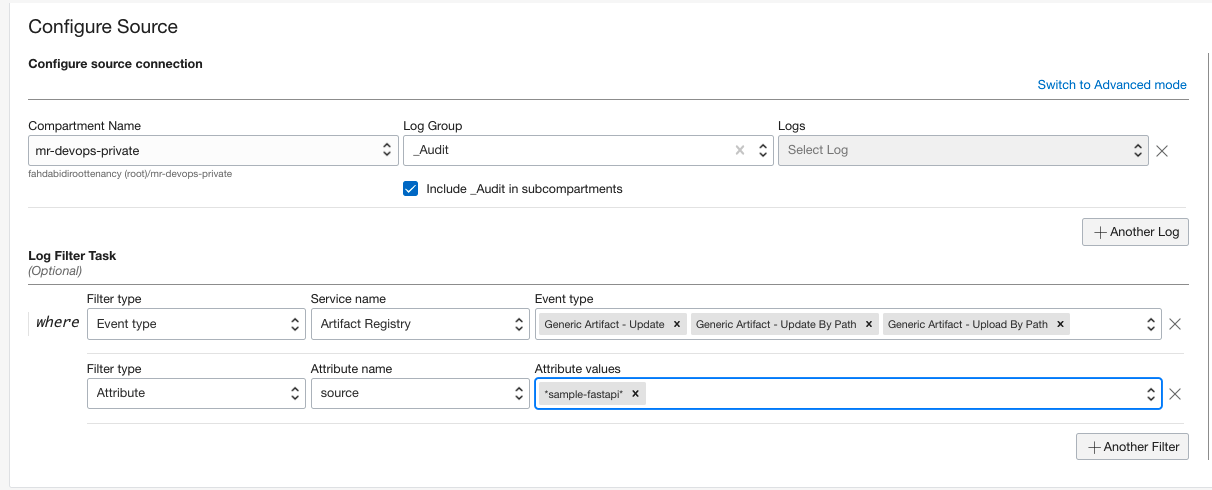 Configure Source
Configure source connection
Switch to Advanced mode
Compartment Name Log Group Logs
mr-devops-private _Audit Select Log
fahdabidiroottenancy (root)/mr-devops-private
Include _Audit in subcompartments
Another Log
Log Filter Task
(Optional)
Filter type Service name Event type
where Event type Artifact Registry Generic Artifact - Update x Generic Artifact - Update By Path x Generic Artifact - Upload By Path x
Filter type Attribute name Attribute values
Attribute source *sample-fastapi* x
Another Filter